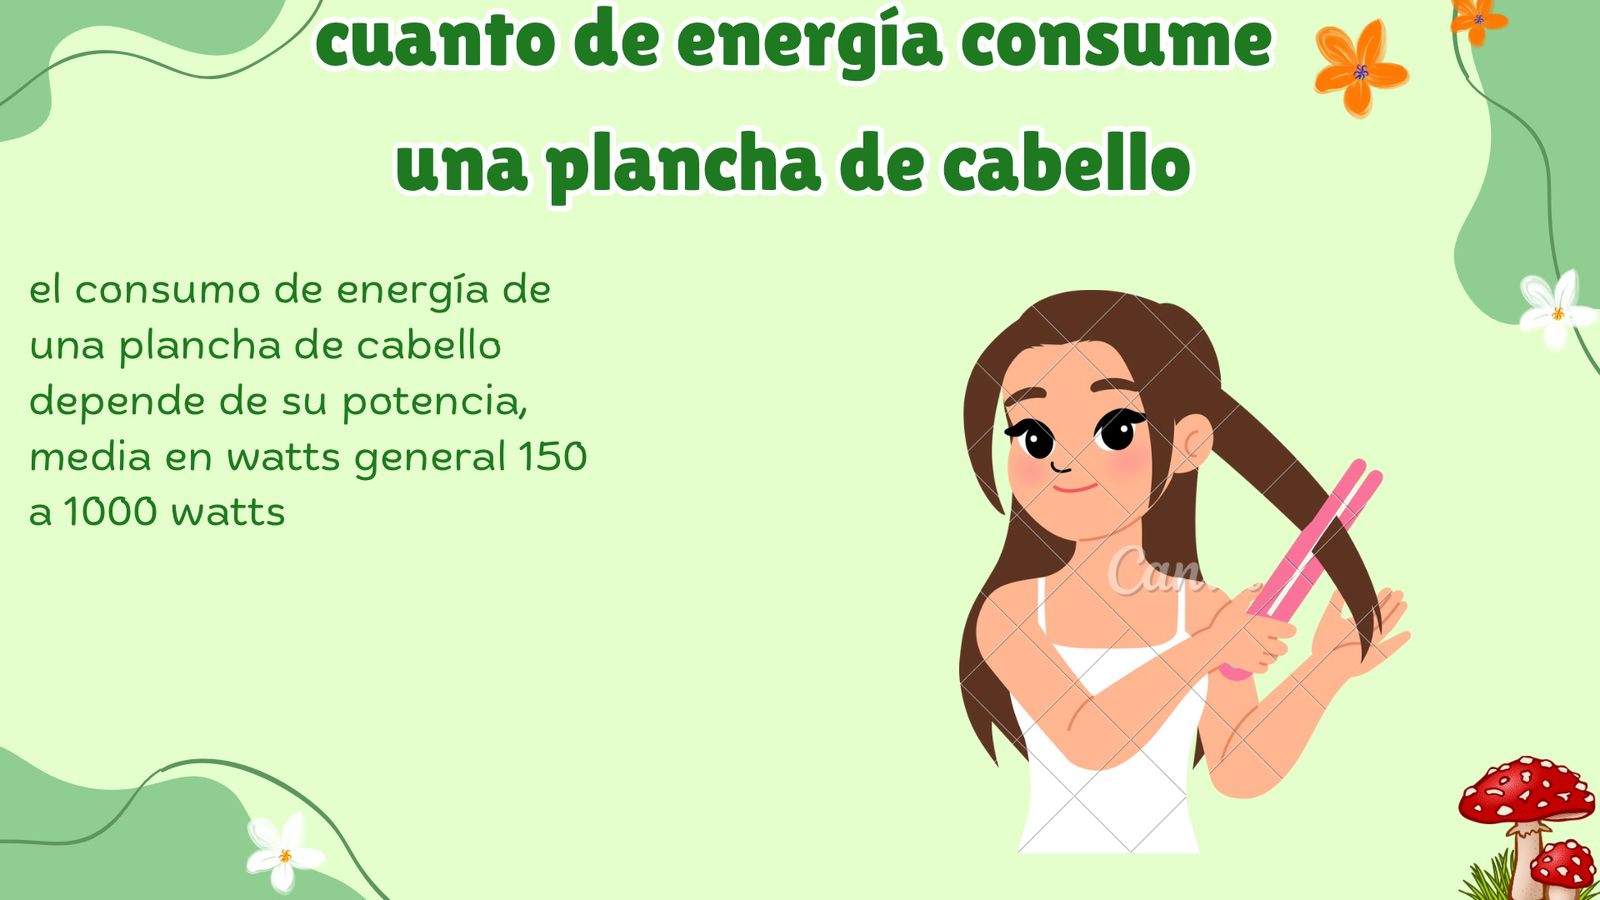 cuanto de energía consume
una plancha de cabello
el consumo de energía de
una plancha de cabello
depende de su potencia,
media en watts general 150
a 1000 watts